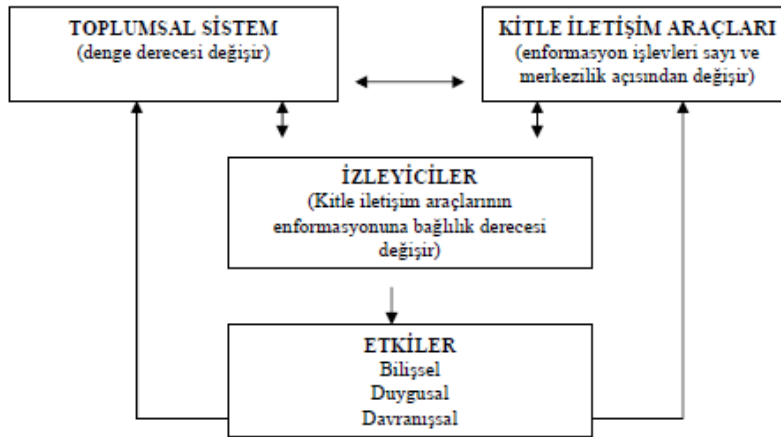 TOPLUMSAL SİSTEM
(denge derecesi değişir)
KİTLE İLETİŞİM ARAÇLARI
(enformasyon işlevleri sayı ve
merkezilik açısından değişir)
İZLEYİCİLER
(Kitle iletişim araçlarının
enformasyonuna bağlılık derecesi
değişir)
ETKİLER
Bilişsel
Duygusal
Davranışsal